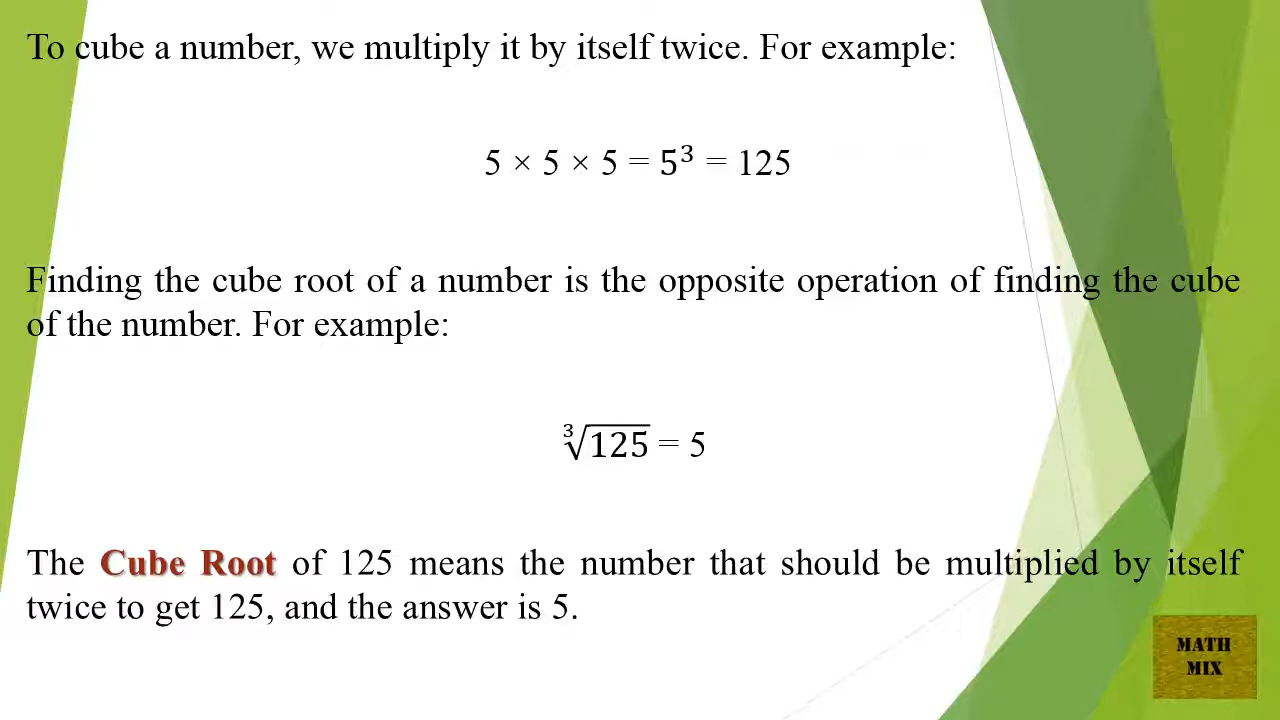 To cube a number, we multiply it by itself twice. For example:
5 × 5 × 5 = 5³ = 125
Finding the cube root of a number is the opposite operation of finding the cube
of the number. For example:
∛125 = 5
The Cube Root of 125 means the number that should be multiplied by itself
twice to get 125, and the answer is 5.
MATH
MIX